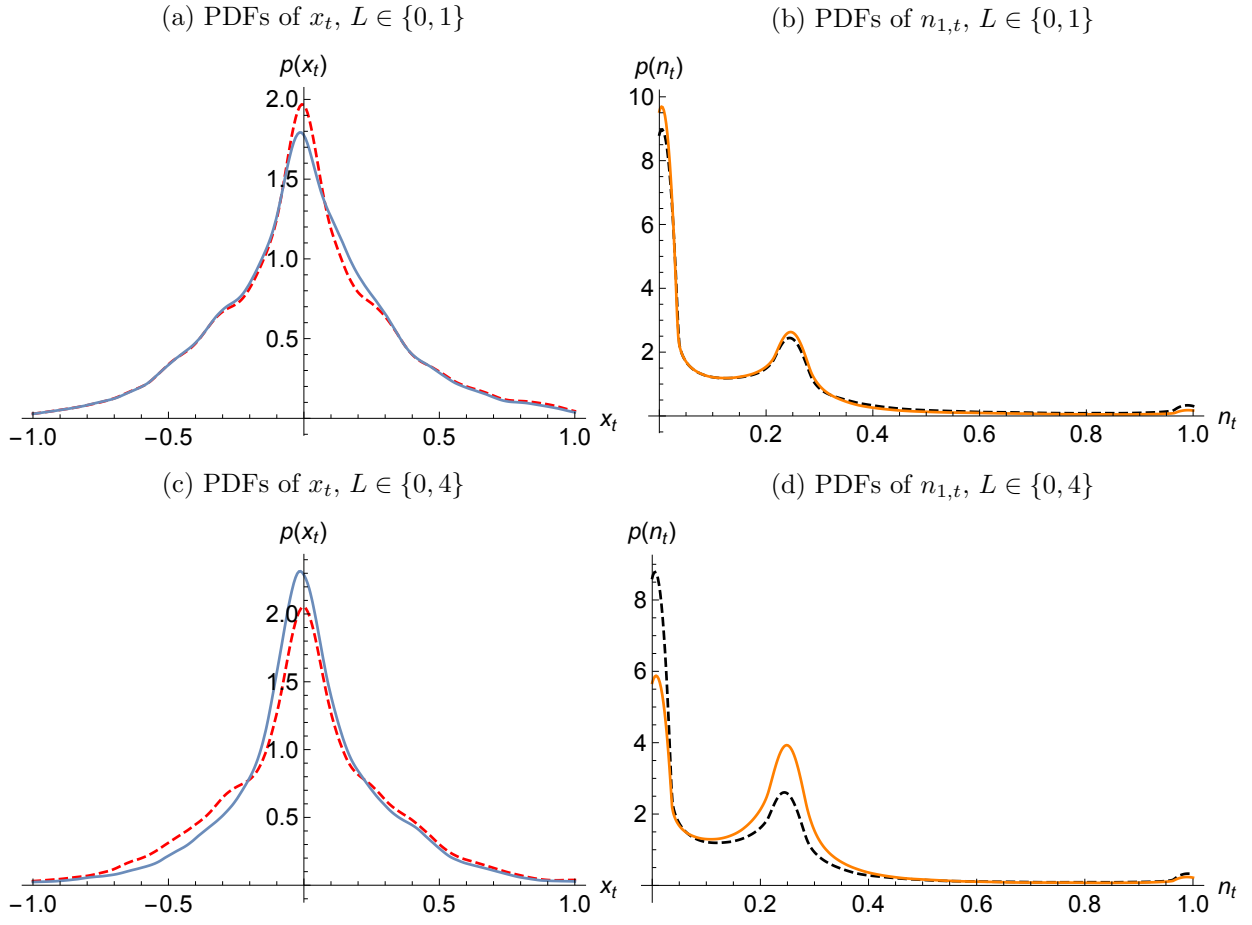 (a) PDFs of x_t, L ∈ {0, 1}
(b) PDFs of n_{1,t}, L ∈ {0, 1}
p(x_t)
2.0
1.5
1.0
0.5
−1.0 −0.5 0.5 1.0 x_t
p(n_t)
10
8
6
4
2
0.2 0.4 0.6 0.8 1.0 n_t
(c) PDFs of x_t, L ∈ {0, 4}
(d) PDFs of n_{1,t}, L ∈ {0, 4}
p(x_t)
2.0
1.5
1.0
0.5
−1.0 −0.5 0.5 1.0 x_t
p(n_t)
8
6
4
2
0.2 0.4 0.6 0.8 1.0 n_t